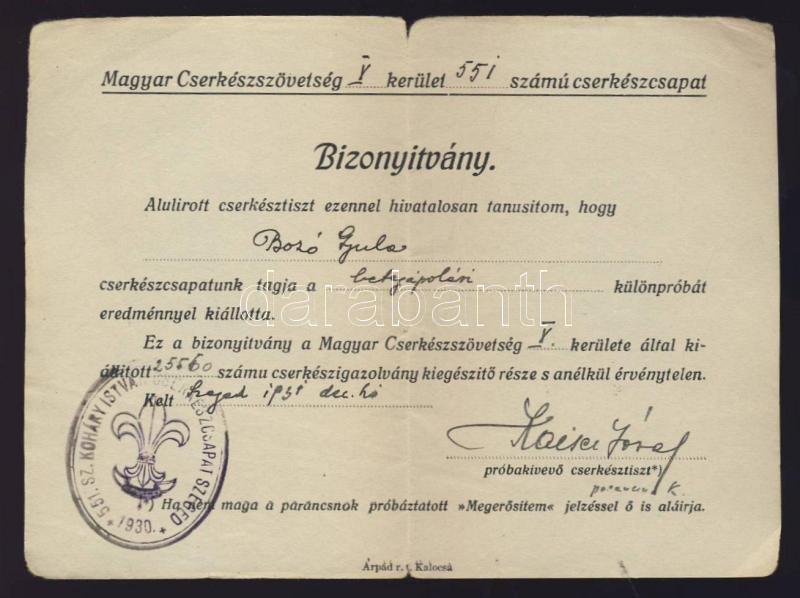 Magyar Cserkészszövetség V kerület 551 számú cserkészcsapat
Bizonyitvány.
Alulirott cserkésztiszt ezennel hivatalosan tanusitom, hogy
Bozó Gyula
cserkészcsapatunk tagja a betegápolási különpróbát
eredménnyel kiállotta.
Ez a bizonyitvány a Magyar Cserkészszövetség V. kerülete által ki-
állitott 25560 számu cserkészigazolvány kiegészitő része s anélkül érvénytelen.
Kelt Szeged 1931 dec. hó
József
próbakivevő cserkésztiszt*)
*) Ha nem maga a parancsnok próbáztatott »Megerősitem« jelzéssel ő is aláirja.
Árpád r. t. Kalocsa
551. SZ. KOHÁRY ISTVÁN CSERKÉSZCSAPAT SZEGED
* 1930. *
darabanth